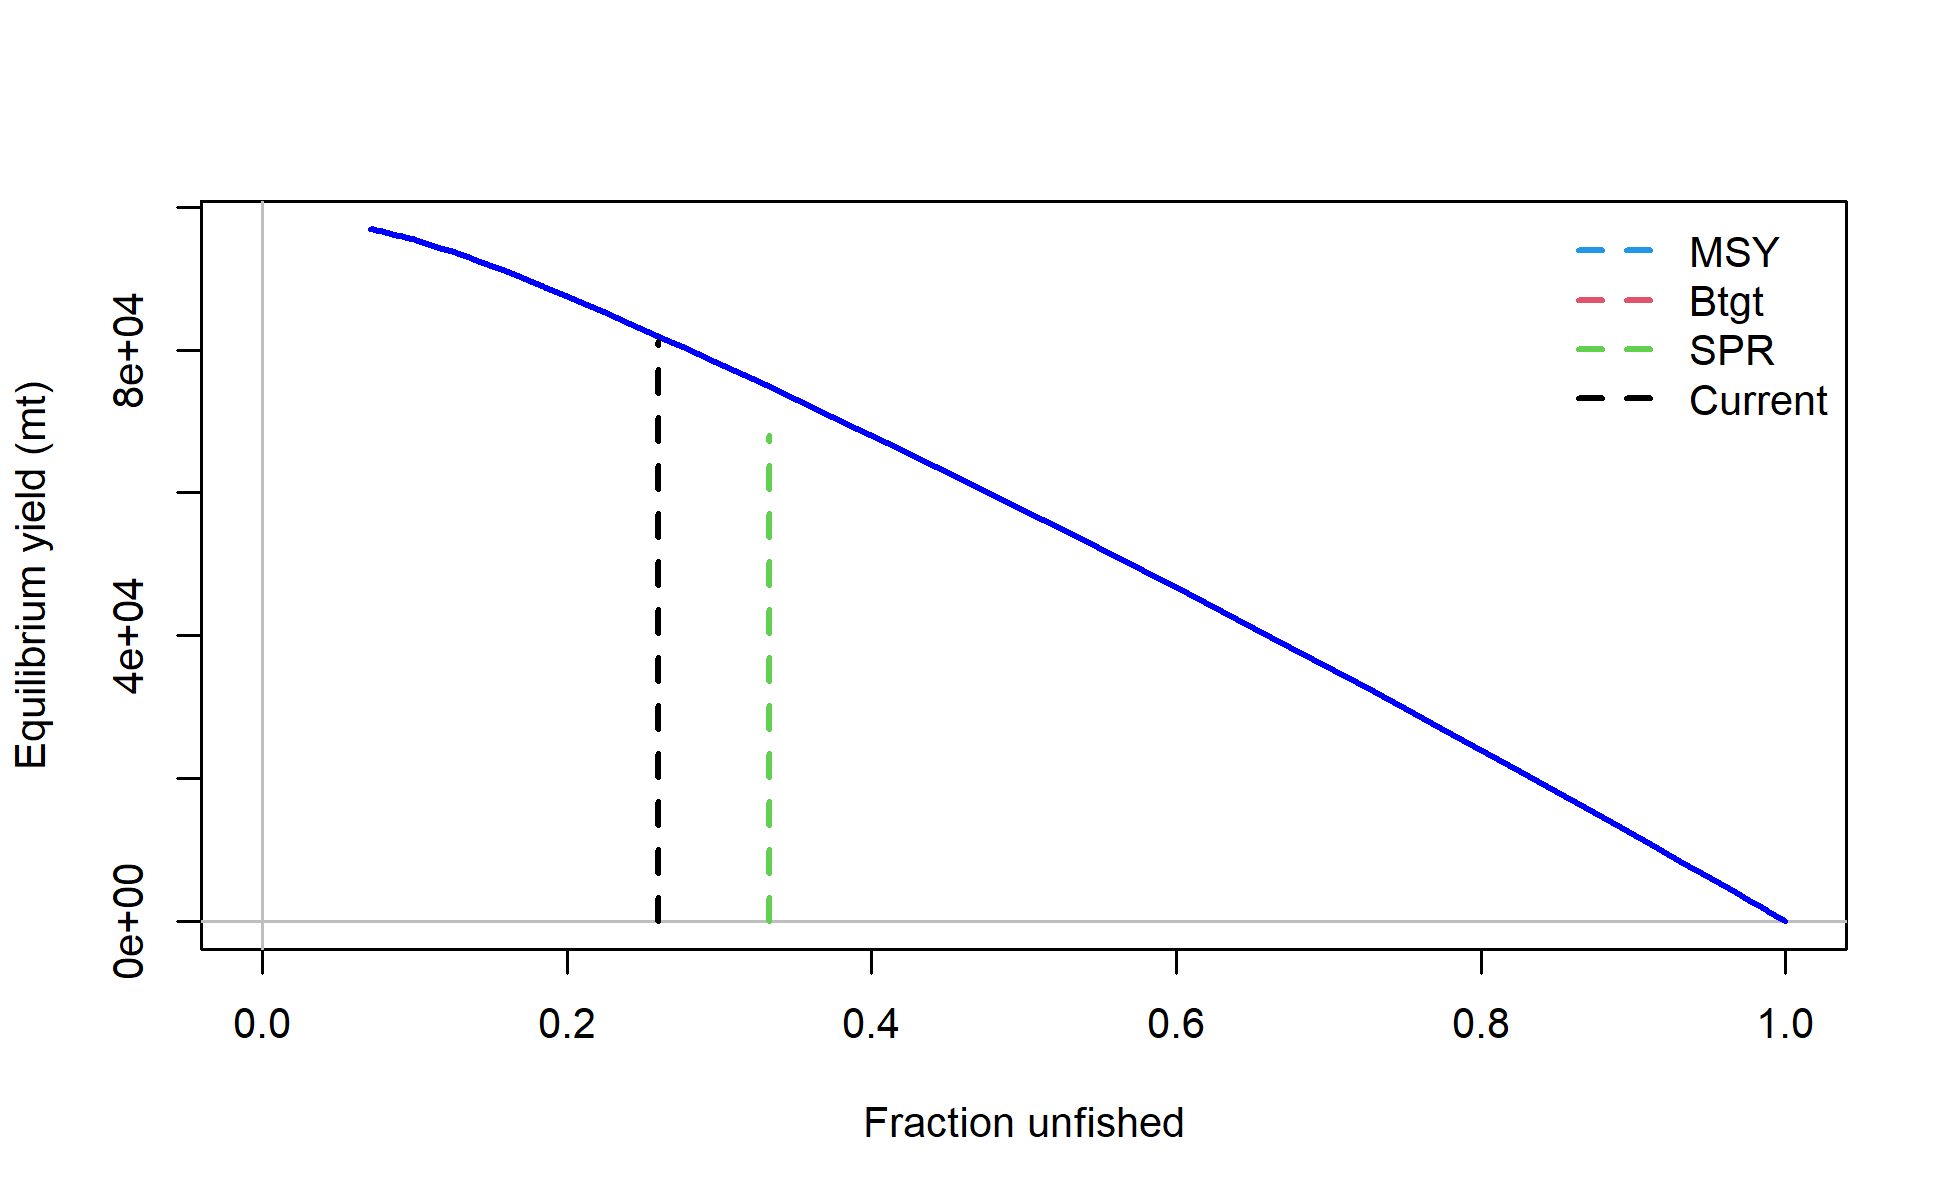 MSY
Btgt
SPR
Current
Equilibrium yield (mt)
8e+04
4e+04
0e+00
0.0 0.2 0.4 0.6 0.8 1.0
Fraction unfished